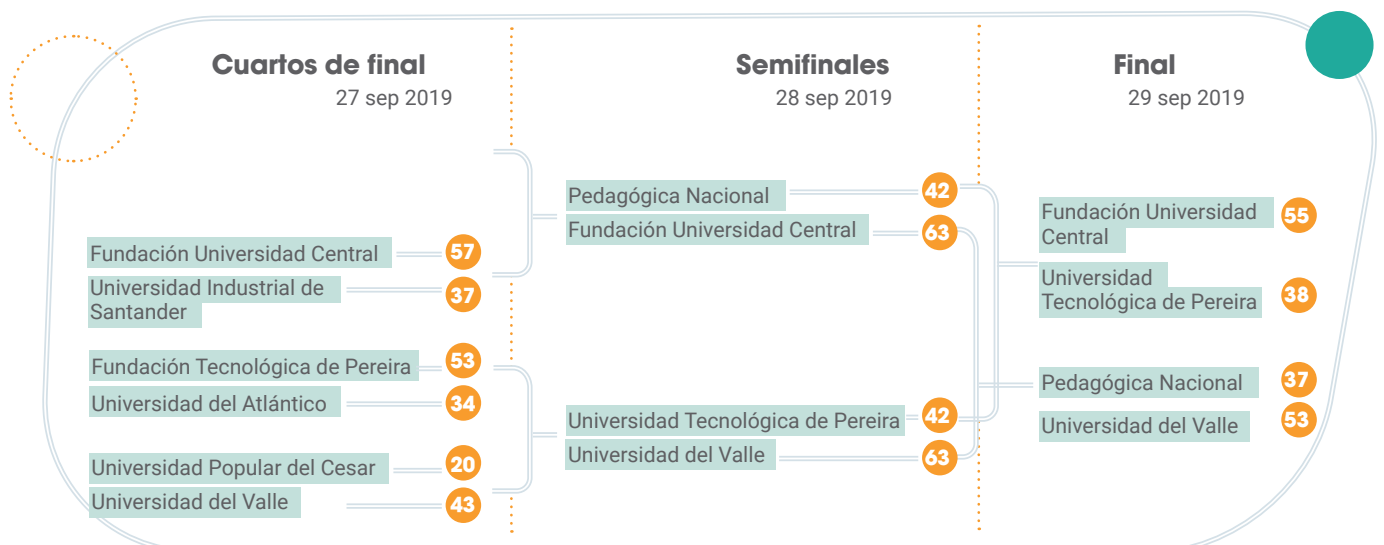 Cuartos de final
27 sep 2019
Fundación Universidad Central 57
Universidad Industrial de
Santander 37
Fundación Tecnológica de Pereira 53
Universidad del Atlántico 34
Universidad Popular del Cesar 20
Universidad del Valle 43
Semifinales
28 sep 2019
Pedagógica Nacional 42
Fundación Universidad Central 63
Universidad Tecnológica de Pereira 42
Universidad del Valle 63
Final
29 sep 2019
Fundación Universidad 55
Central
Universidad
Tecnológica de Pereira 38
Pedagógica Nacional 37
Universidad del Valle 53